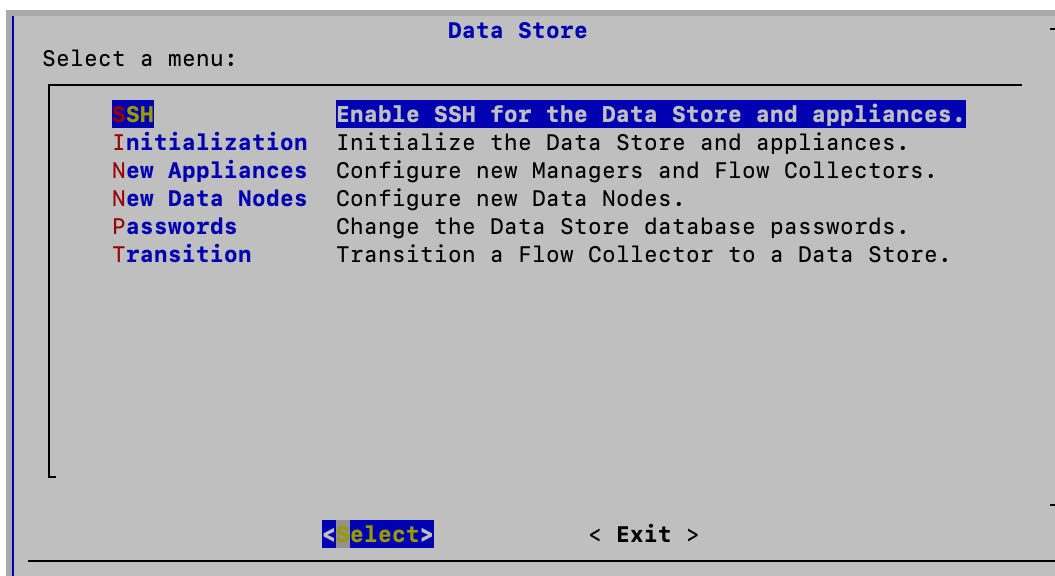 Data Store
Select a menu:
SSH Enable SSH for the Data Store and appliances.
Initialization Initialize the Data Store and appliances.
New Appliances Configure new Managers and Flow Collectors.
New Data Nodes Configure new Data Nodes.
Passwords Change the Data Store database passwords.
Transition Transition a Flow Collector to a Data Store.
<Select> < Exit >